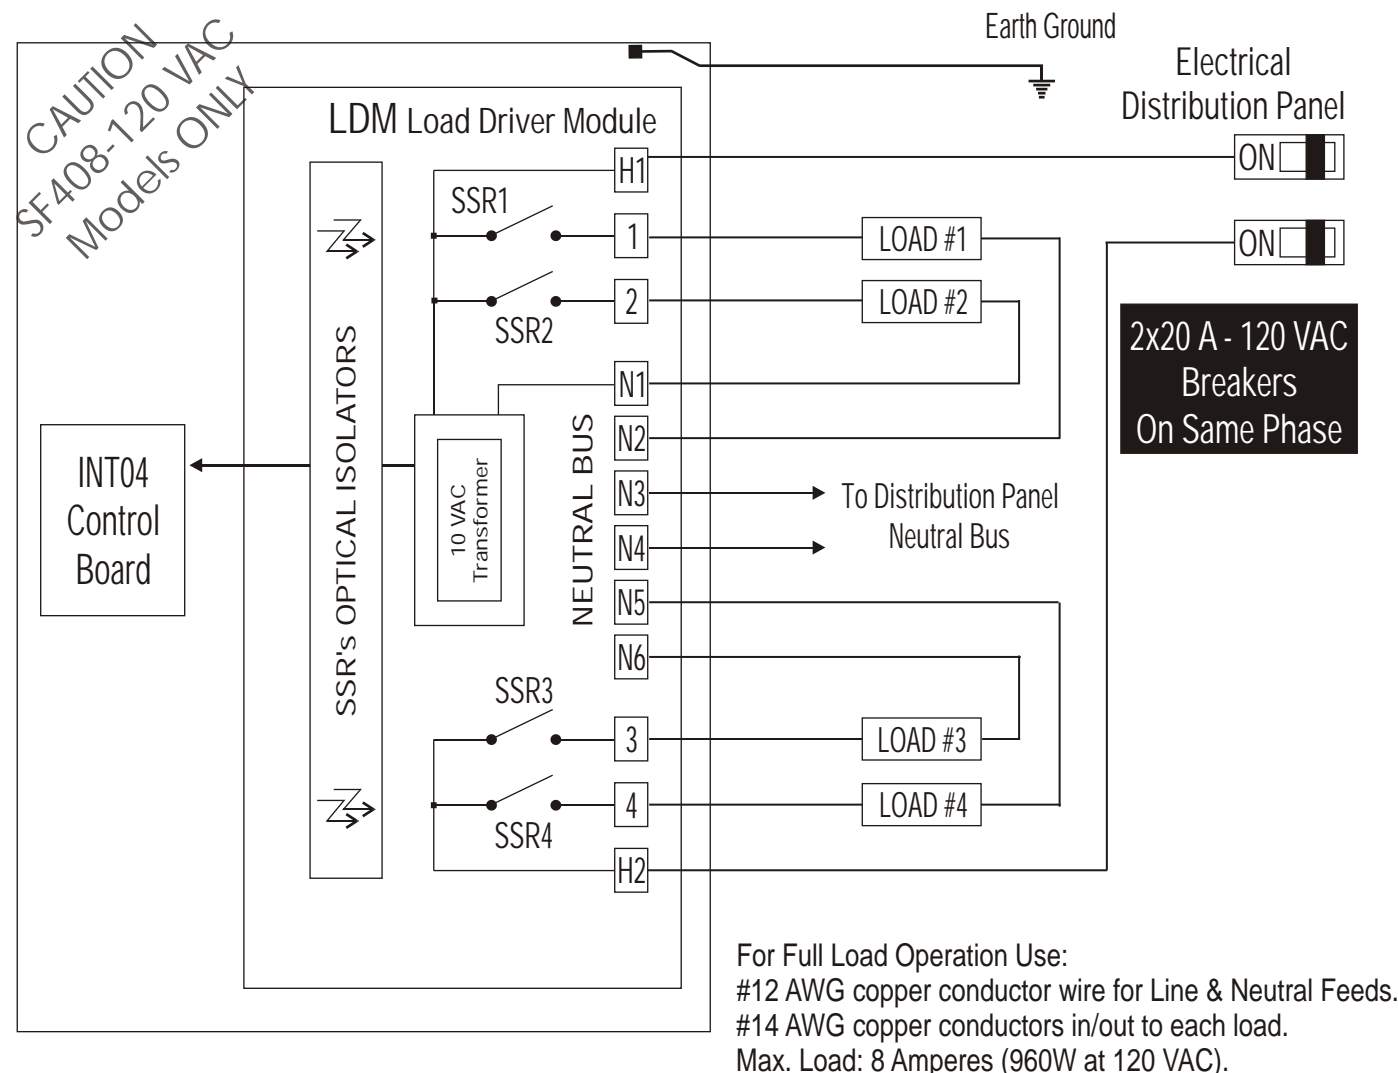 CAUTION
SF408-120 VAC
Models ONLY
Earth Ground
Electrical
Distribution Panel
LDM Load Driver Module
H1
ON
SSR1
1
LOAD #1
ON
2
LOAD #2
SSR2
2x20 A - 120 VAC
Breakers
On Same Phase
SSR's OPTICAL ISOLATORS
N1
NEUTRAL BUS
N2
INT04
Control
Board
10 VAC
Transformer
N3
To Distribution Panel
Neutral Bus
N4
N5
N6
SSR3
3
LOAD #3
4
LOAD #4
SSR4
H2
For Full Load Operation Use:
#12 AWG copper conductor wire for Line & Neutral Feeds.
#14 AWG copper conductors in/out to each load.
Max. Load: 8 Amperes (960W at 120 VAC).